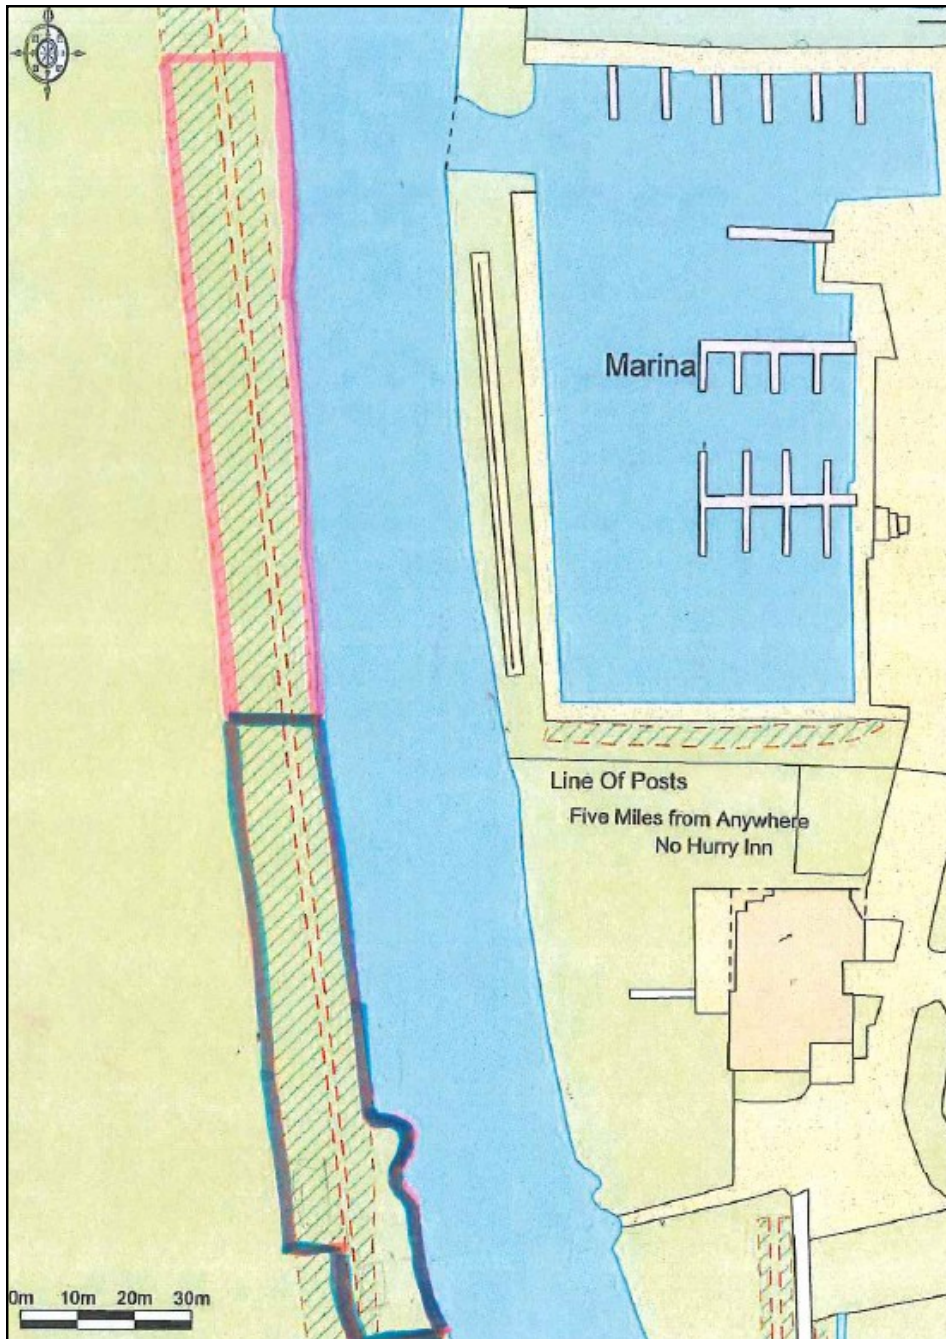 Marina
Line Of Posts
Five Miles from Anywhere
No Hurry Inn
0m 10m 20m 30m